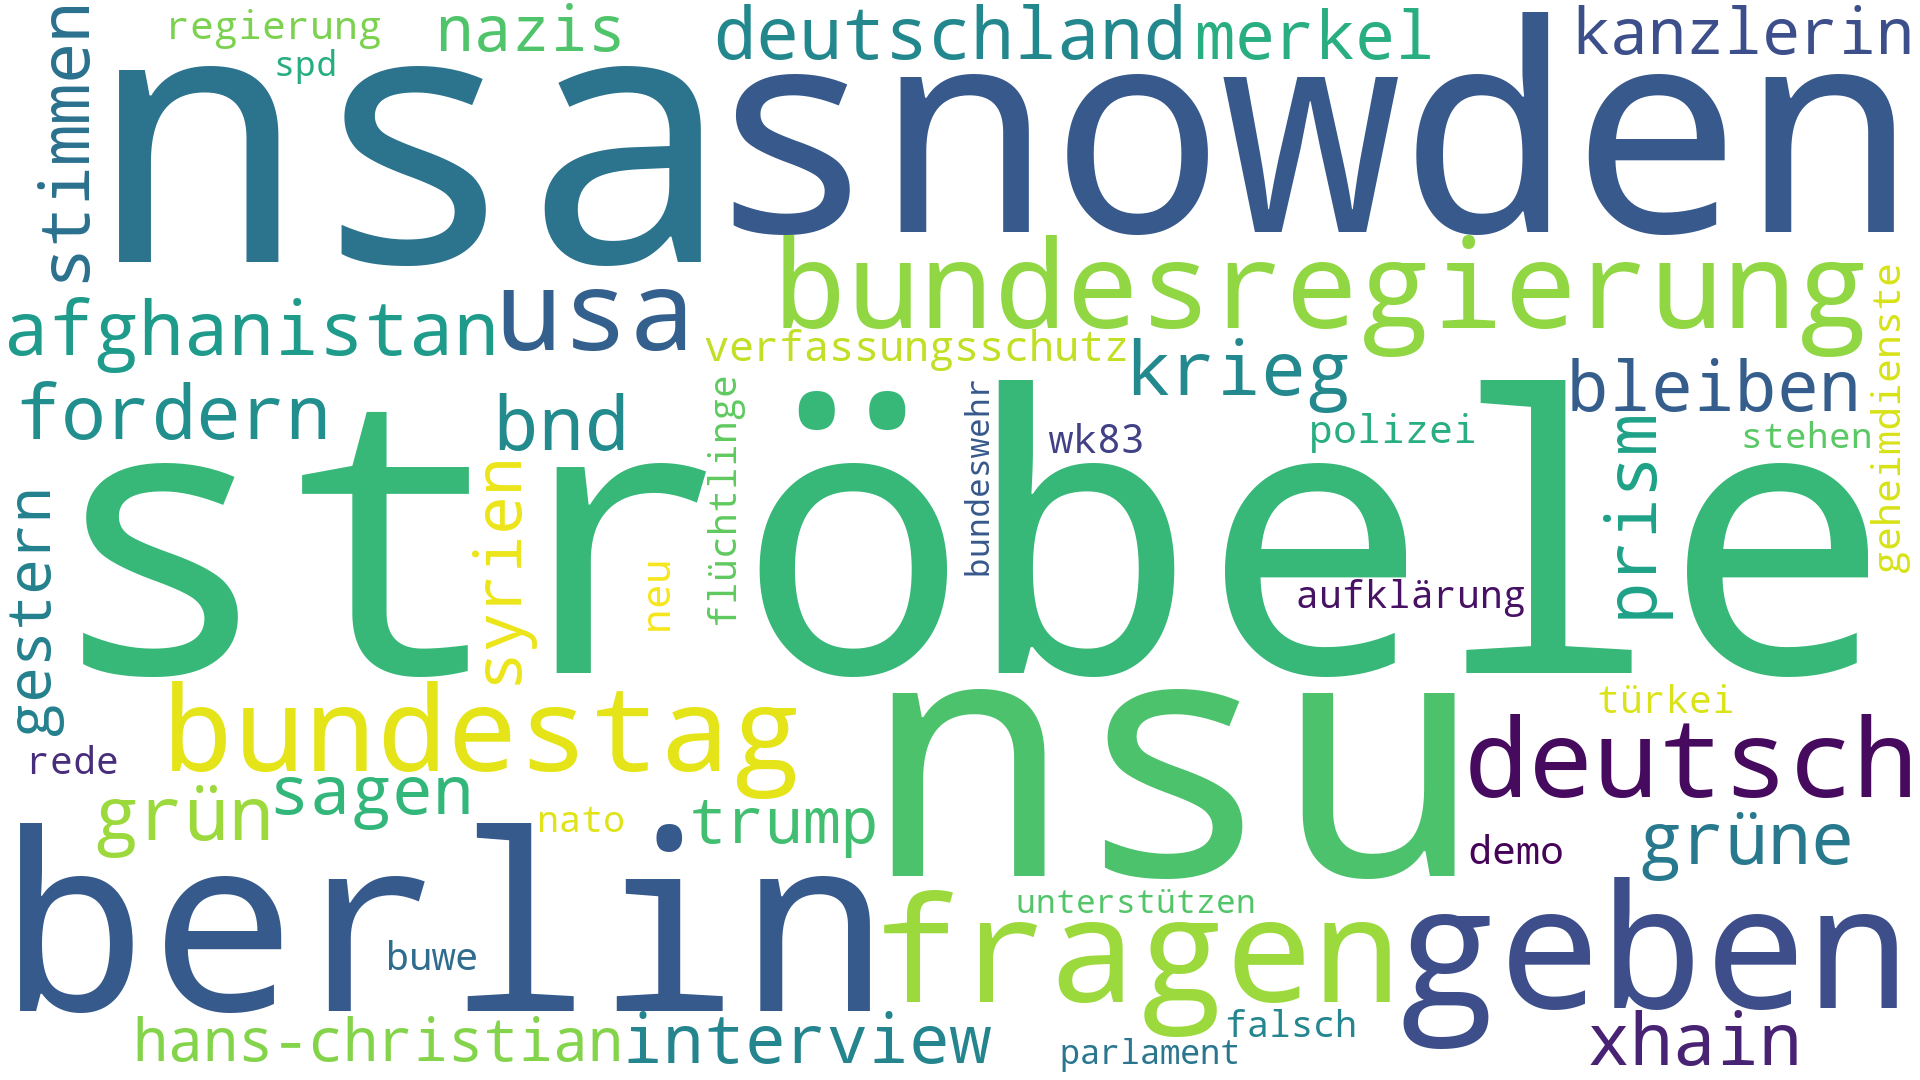 regierung
nazis
deutschland
merkel
kanzlerin
spd
stimmen
nsa
snowden
bundesregierung
usa
afghanistan
verfassungsschutz
krieg
geheimdienste
bleiben
fordern
bnd
flüchtlinge
bundeswehr
wk83
polizei
prism
stehen
ströbele
syrien
gestern
neu
aufklärung
bundestag
nsu
türkei
deutsch
rede
sagen
grün
nato
trump
demo
grüne
berlin
buwe
fragen
unterstützen
geben
hans-christian
interview
falsch
parlament
xhain